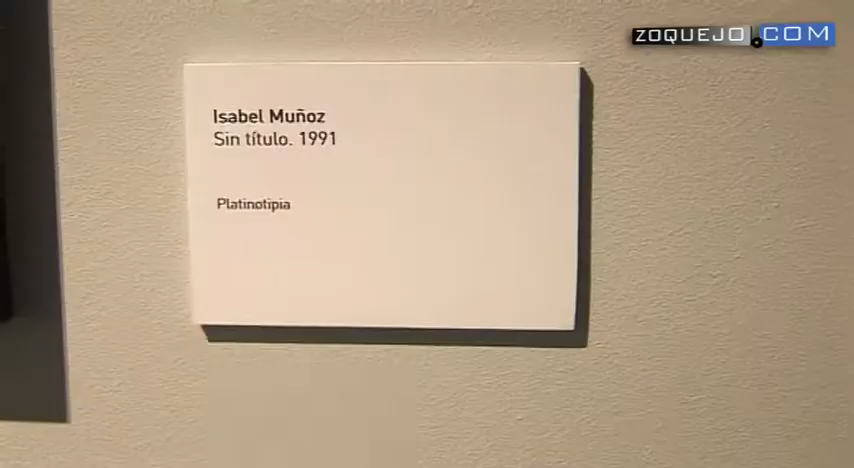 ZOQUEJO.COM
Isabel Muñoz
Sin título. 1991
Platinotipia